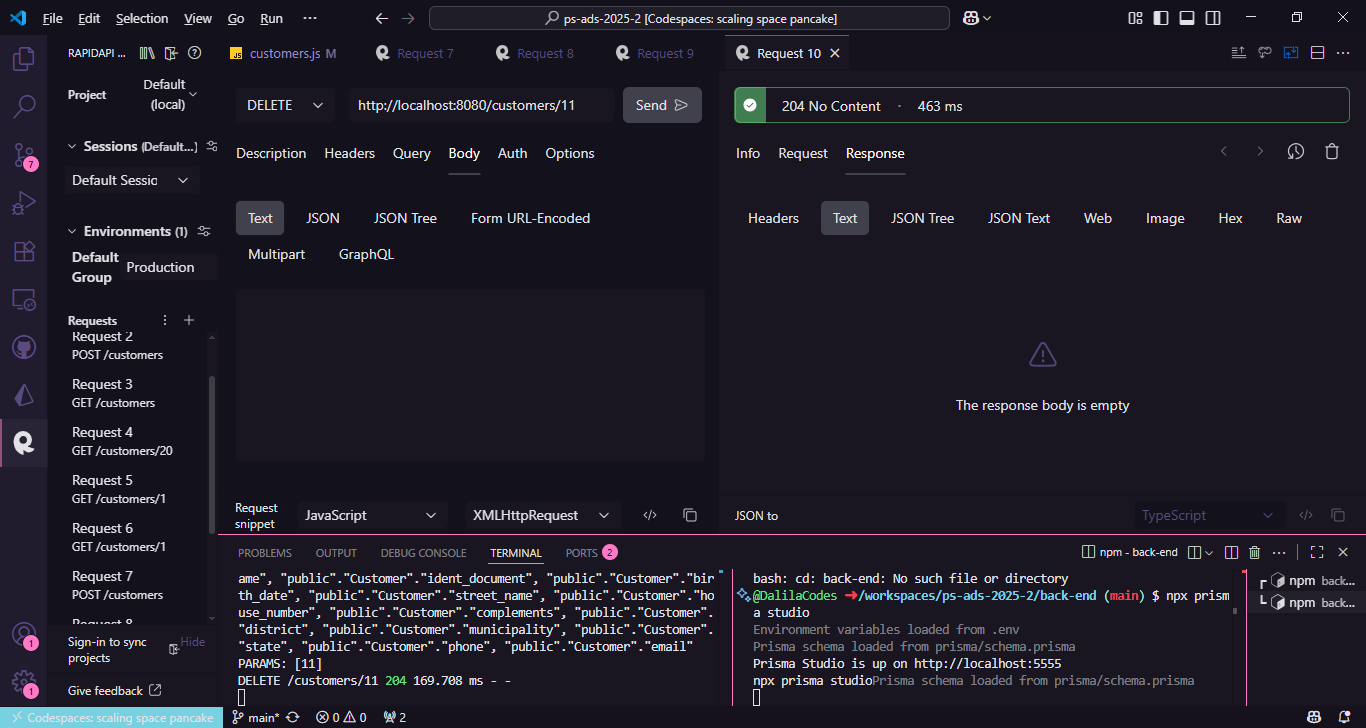 File Edit Selection View Go Run ···
ps-ads-2025-2 [Codespaces: scaling space pancake]
RAPIDAPI ...
JS customers.js M
Request 7
Request 8
Request 9
Request 10
Project
Default
(local)
DELETE
http://localhost:8080/customers/11
Send
204 No Content · 463 ms
Sessions (Default...)
Description Headers Query Body Auth Options
Info Request Response
Default Sessio
Text JSON JSON Tree Form URL-Encoded
Multipart GraphQL
Headers Text JSON Tree JSON Text Web Image Hex Raw
Environments (1)
Default
Group
Production
Requests
Request 2
POST /customers
Request 3
GET /customers
Request 4
GET /customers/20
Request 5
GET /customers/1
Request 6
GET /customers/1
Request 7
POST /customers
Request 8
The response body is empty
Request
snippet
JavaScript
XMLHttpRequest
JSON to
TypeScript
PROBLEMS OUTPUT DEBUG CONSOLE TERMINAL PORTS 2
npm - back-end
ame", "public"."Customer"."ident_document", "public"."Customer"."bir
th_date", "public"."Customer"."street_name", "public"."Customer"."ho
use_number", "public"."Customer"."complements", "public"."Customer".
"district", "public"."Customer"."municipality", "public"."Customer".
"state", "public"."Customer"."phone", "public"."Customer"."email"
PARAMS: [11]
DELETE /customers/11 204 169.708 ms - -
bash: cd: back-end: No such file or directory
@DalilaCodes ➜/workspaces/ps-ads-2025-2/back-end (main) $ npx prism
a studio
Environment variables loaded from .env
Prisma schema loaded from prisma/schema.prisma
Prisma Studio is up on http://localhost:5555
npx prisma studioPrisma schema loaded from prisma/schema.prisma
npm back...
npm back...
7
1
1
Sign-in to sync
projects
Hide
Give feedback
Codespaces: scaling space pancake
main*
0 0
2